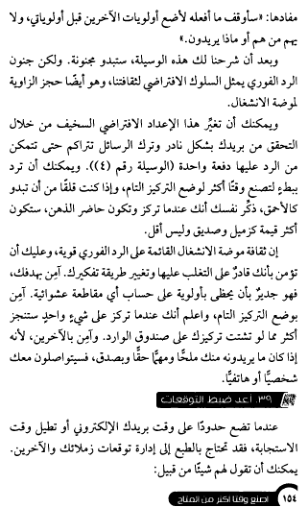 مفادها: «سأوقف ما أفعله لأضع أولويات الآخرين قبل أولوياتي، ولا
يهم من هم أو ماذا يريدون.»
وبعد أن شرحنا لك هذه الوسيلة، ستبدو مجنونة. ولكن جنون
الرد الفوري يمثل السلوك الافتراضي لثقافتنا، وهو أيضًا حجز الزاوية
لموضة الانشغال.
ويمكنك أن تغيِّر هذا الإعداد الافتراضي السخيف من خلال
التحقق من بريدك بشكل نادر وترك الرسائل تتراكم حتى تتمكن
من الرد عليها دفعة واحدة (الوسيلة رقم (٤)). ويمكنك أن ترد
ببطءٍ لتصنع وقتًا أكثر لوضع التركيز التام، وإذا كنت قلقًا من أن تبدو
كالأحمق، ذكِّر نفسك أنك عندما تركز وتكون حاضر الذهن، ستكون
أكثر قيمة كزميل وصديق وليس أقل.
إن ثقافة موضة الانشغال القائمة على الرد الفوري قوية، وعليك أن
تؤمن بأنك قادرٌ على التغلب عليها وتغيير طريقة تفكيرك. آمِن بهدفك،
فهو جديرٌ بأن يحظى بأولوية على حساب أي مقاطعة عشوائية. آمِن
بوضع التركيز التام، واعلم أنك عندما تركز على شيءٍ واحدٍ ستنجز
أكثر مما لو تشتت تركيزك على صندوق الوارد. وآمِن بالآخرين، لأنه
إذا كان ما يريدونه منك ملحًّا ومهمًّا حقًّا وبصدق، فسيتواصلون معك
شخصيًّا أو هاتفيًّا.
٣٩. أعد ضبط التوقعات
عندما تضع حدودًا على وقت بريدك الإلكتروني أو تطيل وقت
الاستجابة، فقد تحتاج بالطبع إلى إدارة توقعات زملائك والآخرين.
يمكنك أن تقول لهم شيئًا من قبيل:
١٥٤ اصنع وقتًا أكثر من المتاح